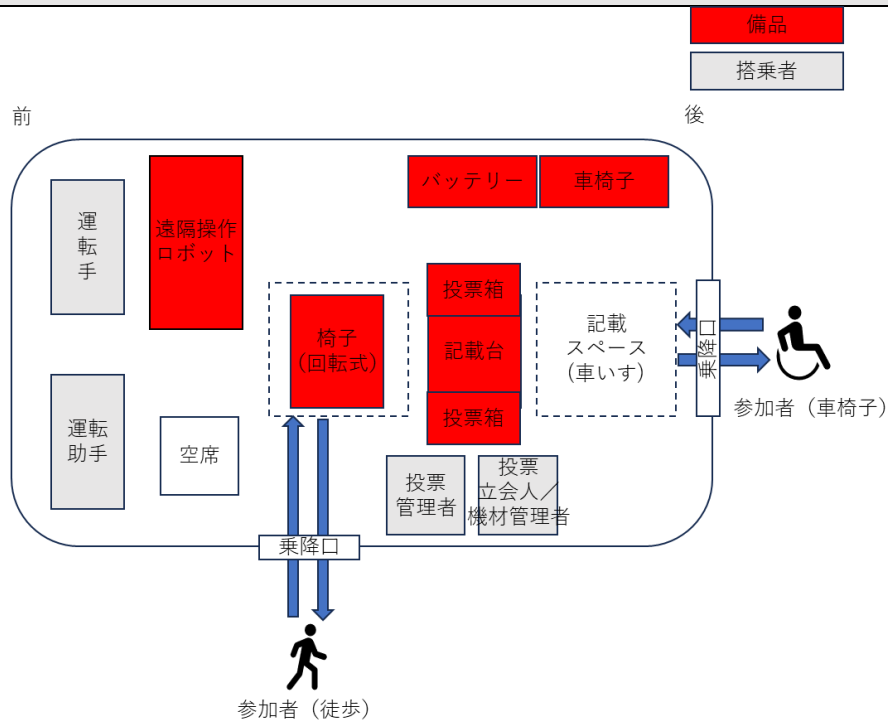 備品
搭乗者
前
後
バッテリー
車椅子
運
転
手
遠隔操作
ロボット
投票箱
椅子
(回転式)
記載台
記載
スペース
(車いす)
乗降口
参加者（車椅子）
投票箱
運転
助手
空席
投票
管理者
投票
立会人／
機材管理者
乗降口
参加者（徒歩）